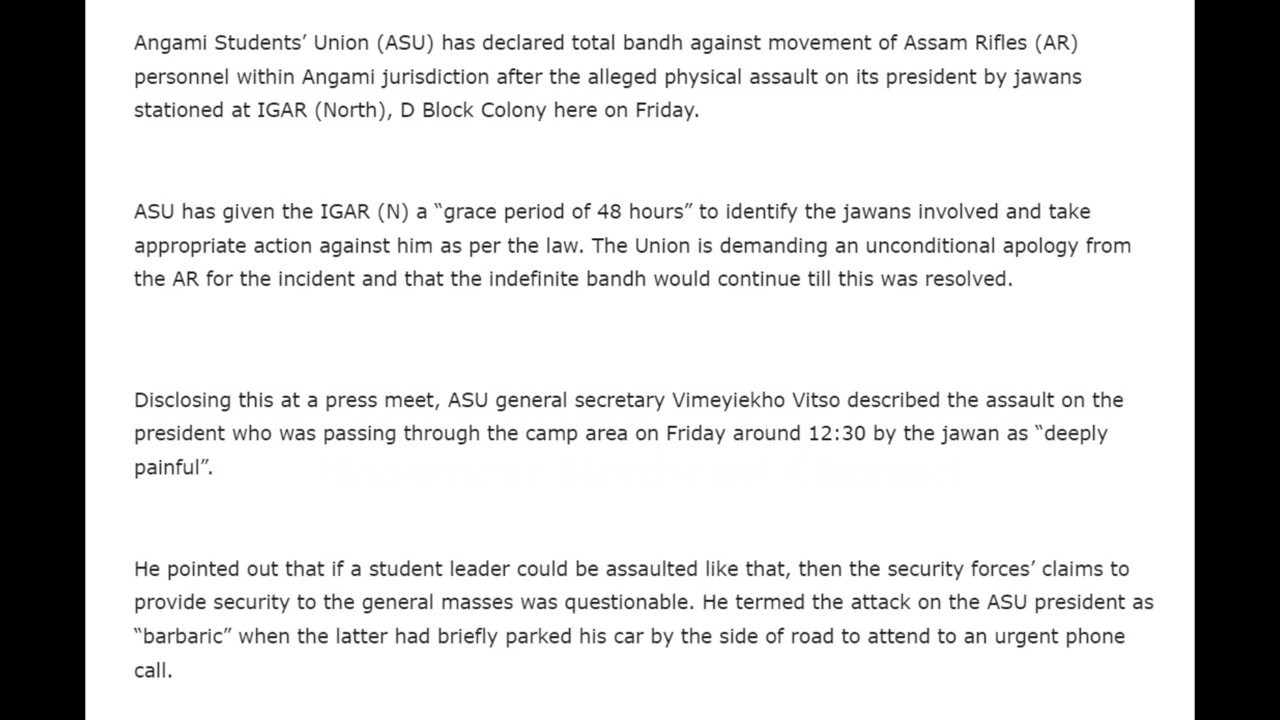 Angami Students’ Union (ASU) has declared total bandh against movement of Assam Rifles (AR)
personnel within Angami jurisdiction after the alleged physical assault on its president by jawans
stationed at IGAR (North), D Block Colony here on Friday.
ASU has given the IGAR (N) a “grace period of 48 hours” to identify the jawans involved and take
appropriate action against him as per the law. The Union is demanding an unconditional apology from
the AR for the incident and that the indefinite bandh would continue till this was resolved.
Disclosing this at a press meet, ASU general secretary Vimeyiekho Vitso described the assault on the
president who was passing through the camp area on Friday around 12:30 by the jawan as “deeply
painful”.
He pointed out that if a student leader could be assaulted like that, then the security forces’ claims to
provide security to the general masses was questionable. He termed the attack on the ASU president as
“barbaric” when the latter had briefly parked his car by the side of road to attend to an urgent phone
call.